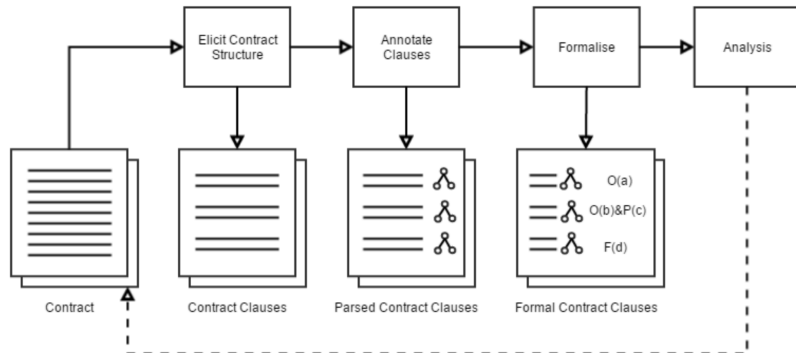 Elicit Contract
Structure
Annotate
Clauses
Formalise
Analysis
O(a)
O(b)&P(c)
F(d)
Contract
Contract Clauses
Parsed Contract Clauses
Formal Contract Clauses